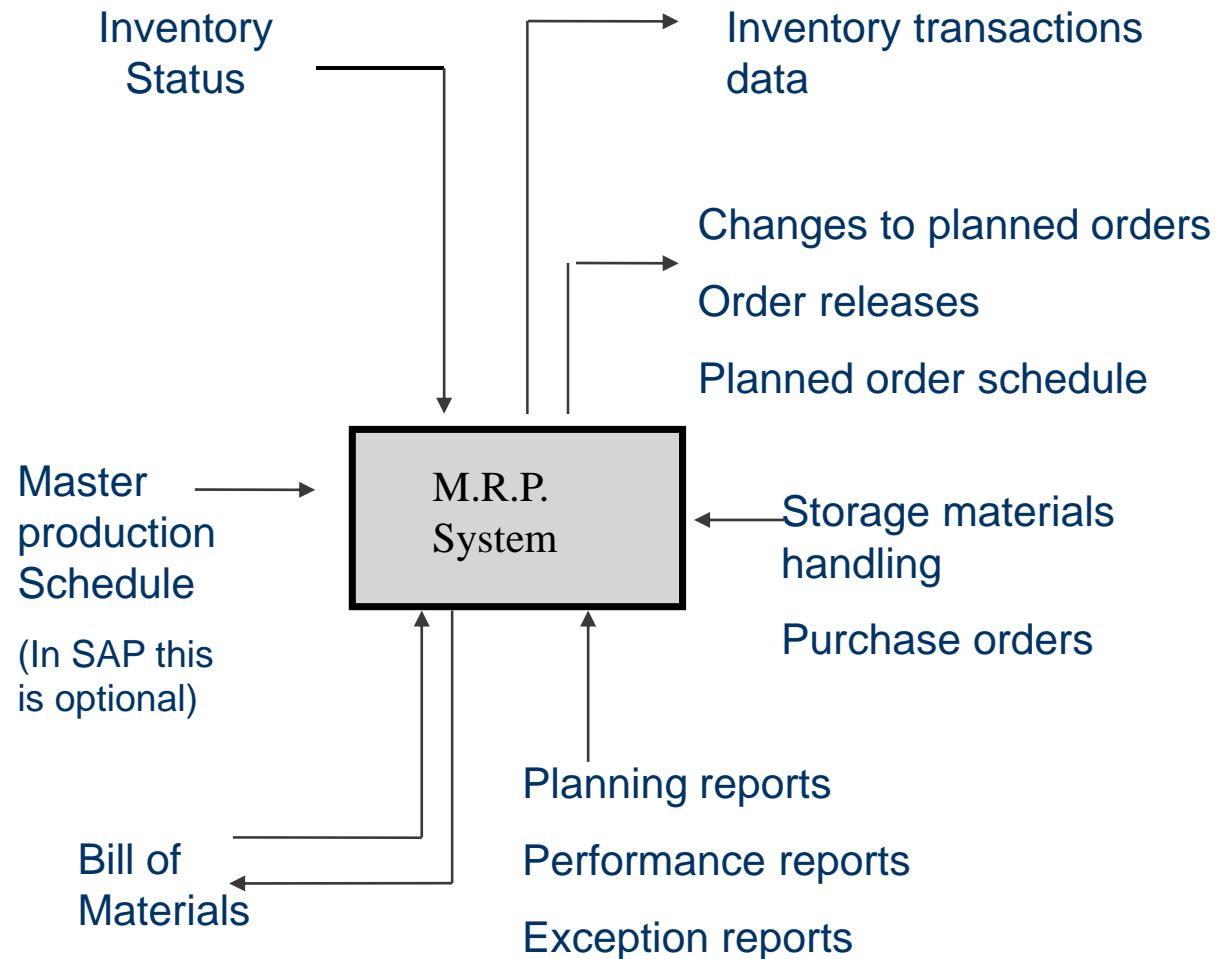 Inventory
Status
Inventory transactions
data
Changes to planned orders
Order releases
Planned order schedule
Master
production
Schedule
(In SAP this
is optional)
M.R.P.
System
Storage materials
handling
Purchase orders
Bill of
Materials
Planning reports
Performance reports
Exception reports